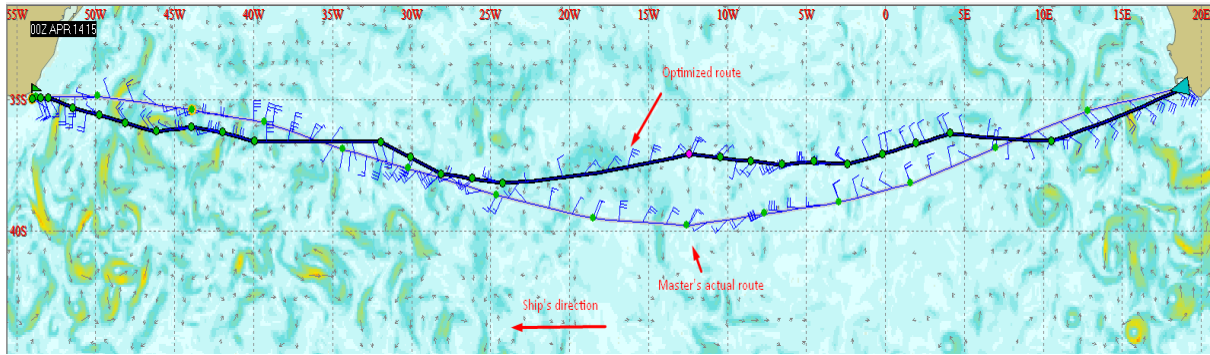 55W 50W 45W 40W 35W 30W 25W 20W 15W 10W 5W 0 5E 10E 15E 20E
00Z APR.14 15
Optimized route
35S
40S
Master's actual route
Ship's direction